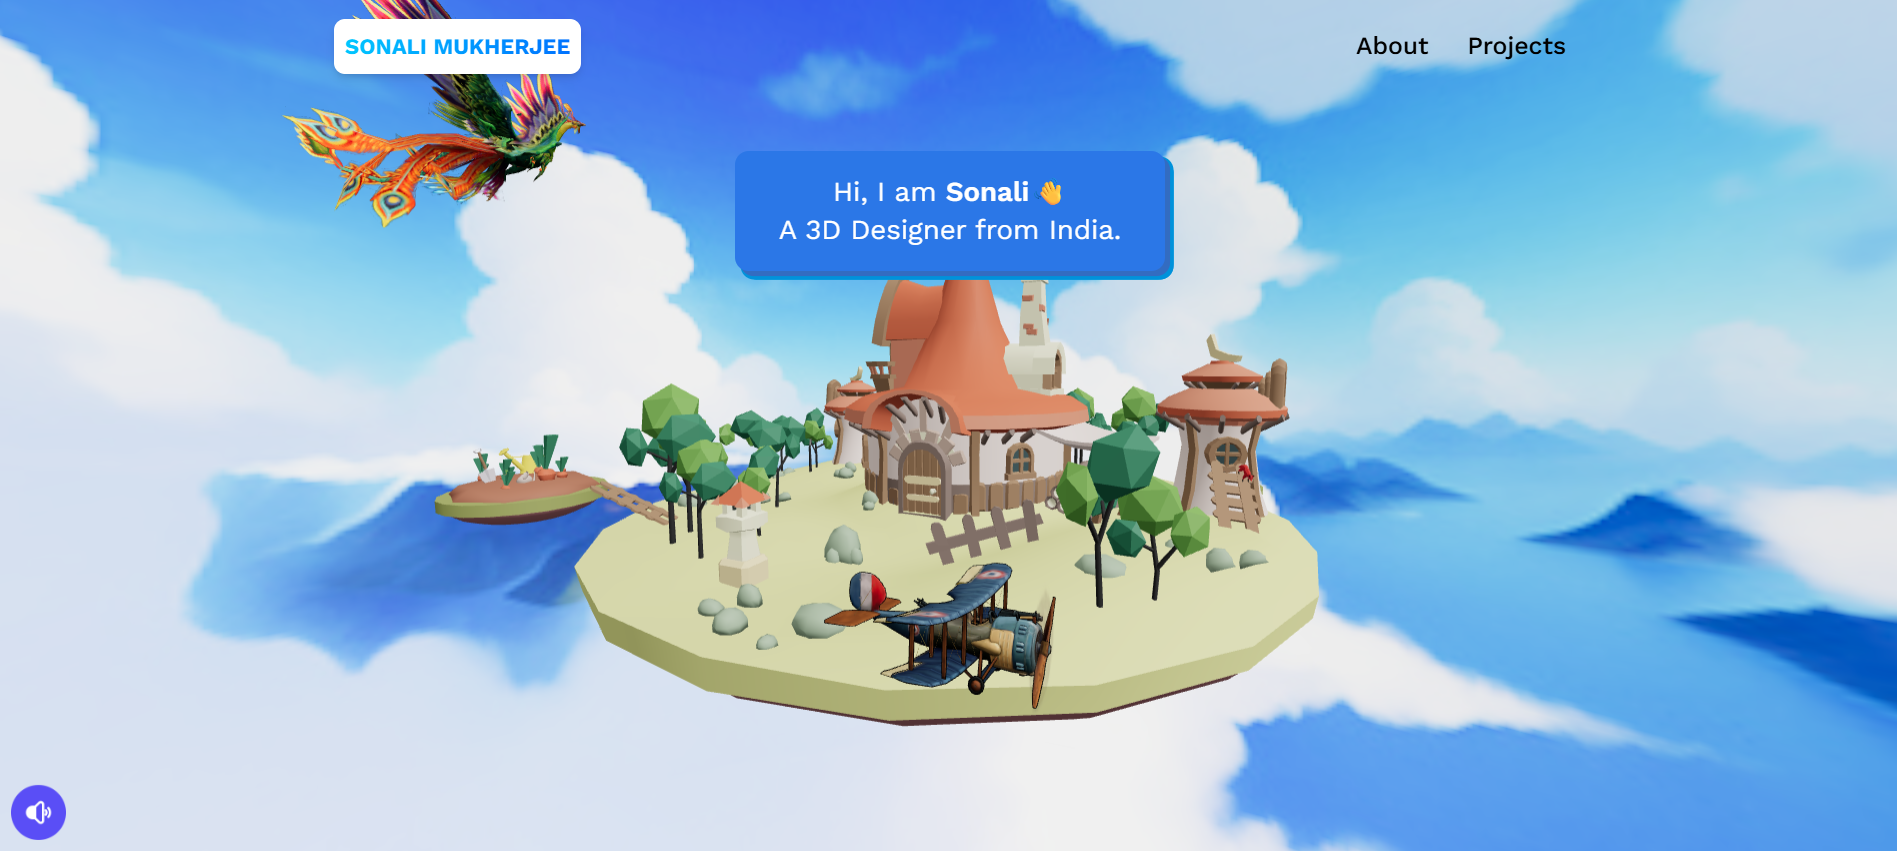 SONALI MUKHERJEE
About Projects
Hi, I am Sonali 👋
A 3D Designer from India.